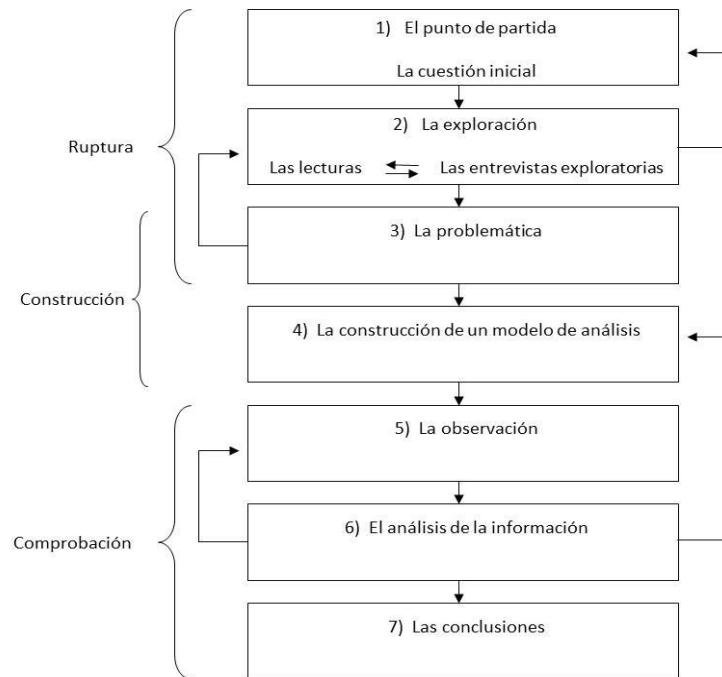 1) El punto de partida
La cuestión inicial
2) La exploración
Ruptura
Las lecturas
Las entrevistas exploratorias
3) La problemática
Construcción
4) La construcción de un modelo de análisis
5) La observación
6) El análisis de la información
Comprobación
7) Las conclusiones